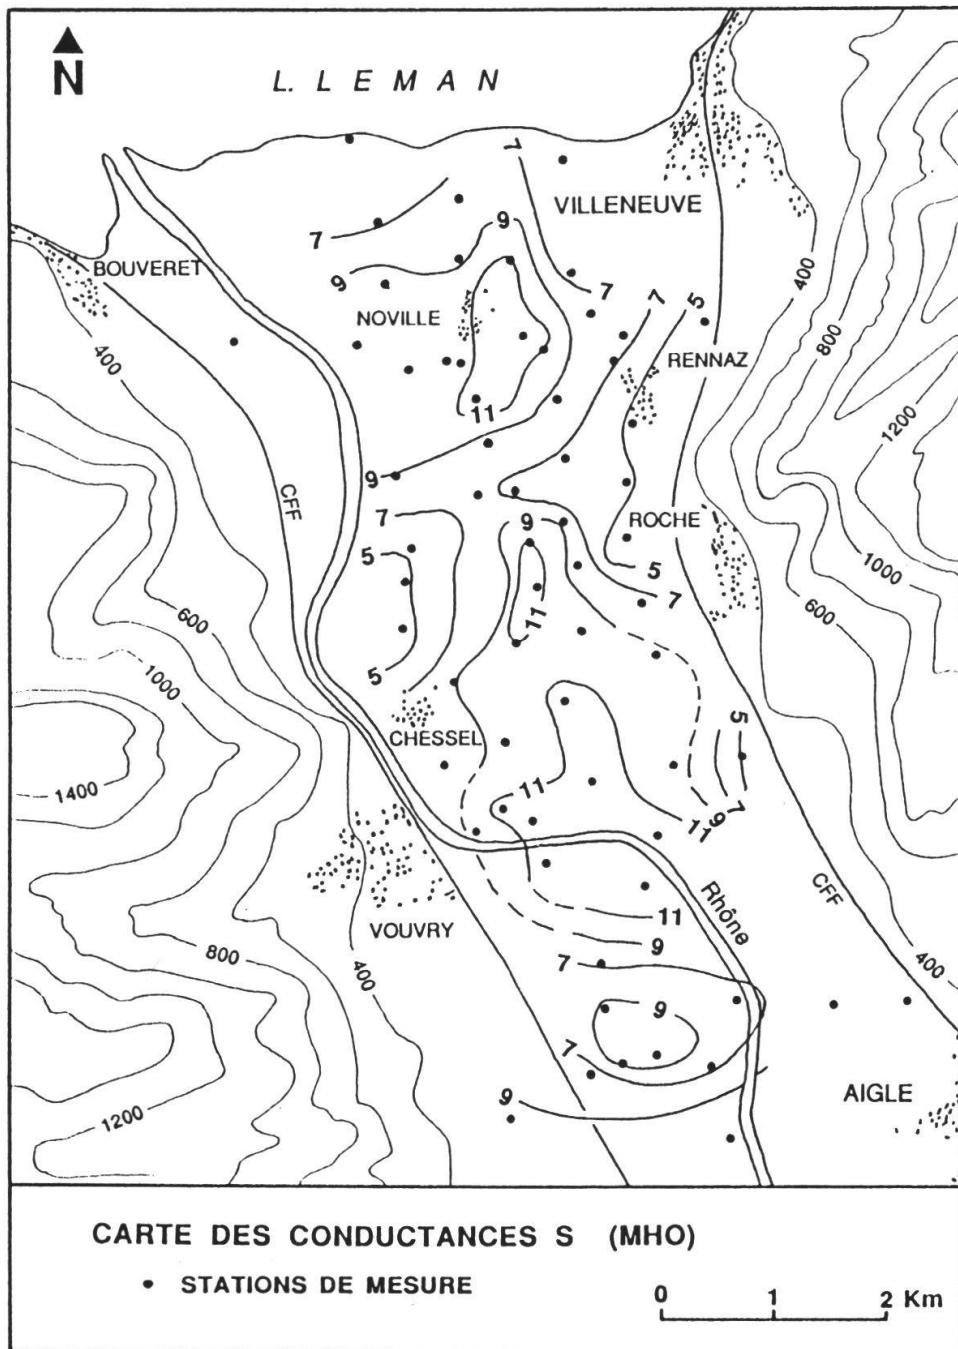 N
L. LEMAN
7
VILLENEUVE
7
9
BOUVERET
9
400
7
7
5
NOVILLE
800
400
RENNAZ
11
1200
9
CFF
7
9
ROCHE
5
1000
5
7
600
11
600
5
1000
5
CHESSEL
11
7
1400
9
11
Rhône
CFF
11
VOUVRY
9
800
400
7
400
9
7
AIGLE
9
1200
CARTE DES CONDUCTANCES S (MHO)
• STATIONS DE MESURE
0 1 2 Km